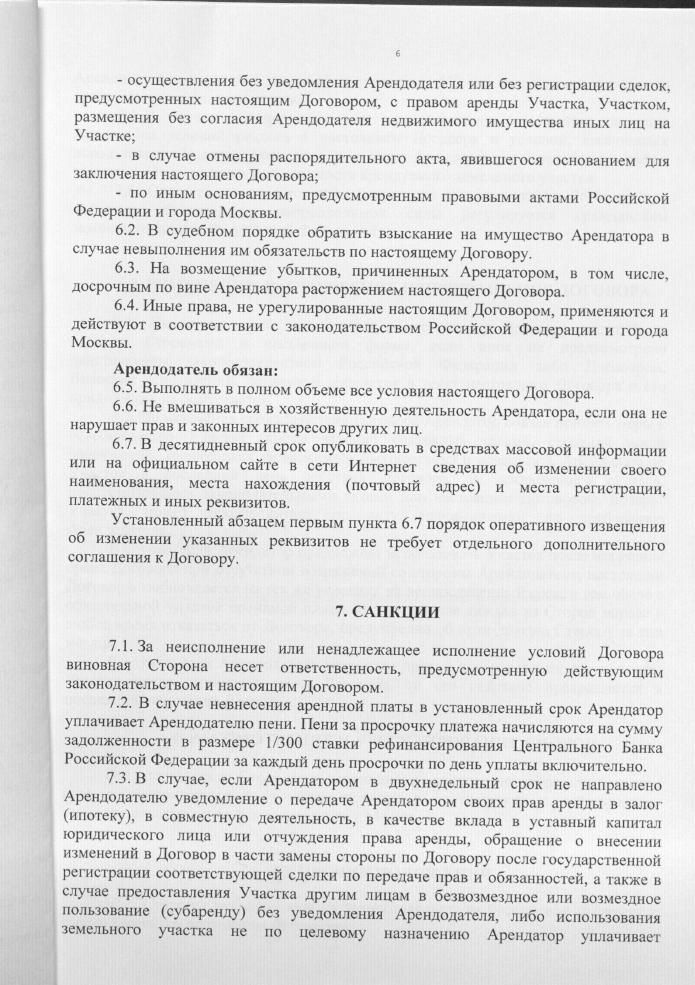 6
- осуществления без уведомления Арендодателя или без регистрации сделок,
предусмотренных настоящим Договором, с правом аренды Участка, Участком,
размещения без согласия Арендодателя недвижимого имущества иных лиц на
Участке;
- в случае отмены распорядительного акта, явившегося основанием для
заключения настоящего Договора;
- по иным основаниям, предусмотренным правовыми актами Российской
Федерации и города Москвы.
6.2. В судебном порядке обратить взыскание на имущество Арендатора в
случае невыполнения им обязательств по настоящему Договору.
6.3. На возмещение убытков, причиненных Арендатором, в том числе,
досрочным по вине Арендатора расторжением настоящего Договора.
6.4. Иные права, не урегулированные настоящим Договором, применяются и
действуют в соответствии с законодательством Российской Федерации и города
Москвы.
Арендодатель обязан:
6.5. Выполнять в полном объеме все условия настоящего Договора.
6.6. Не вмешиваться в хозяйственную деятельность Арендатора, если она не
нарушает прав и законных интересов других лиц.
6.7. В десятидневный срок опубликовать в средствах массовой информации
или на официальном сайте в сети Интернет сведения об изменении своего
наименования, места нахождения (почтовый адрес) и места регистрации,
платежных и иных реквизитов.
Установленный абзацем первым пункта 6.7 порядок оперативного извещения
об изменении указанных реквизитов не требует отдельного дополнительного
соглашения к Договору.
7. САНКЦИИ
7.1. За неисполнение или ненадлежащее исполнение условий Договора
виновная Сторона несет ответственность, предусмотренную действующим
законодательством и настоящим Договором.
7.2. В случае невнесения арендной платы в установленный срок Арендатор
уплачивает Арендодателю пени. Пени за просрочку платежа начисляются на сумму
задолженности в размере 1/300 ставки рефинансирования Центрального Банка
Российской Федерации за каждый день просрочки по день уплаты включительно.
7.3. В случае, если Арендатором в двухнедельный срок не направлено
Арендодателю уведомление о передаче Арендатором своих прав аренды в залог
(ипотеку), в совместную деятельность, в качестве вклада в уставный капитал
юридического лица или отчуждения права аренды, обращение о внесении
изменений в Договор в части замены стороны по Договору после государственной
регистрации соответствующей сделки по передаче прав и обязанностей, а также в
случае предоставления Участка другим лицам в безвозмездное или возмездное
пользование (субаренду) без уведомления Арендодателя, либо использования
земельного участка не по целевому назначению Арендатор уплачивает